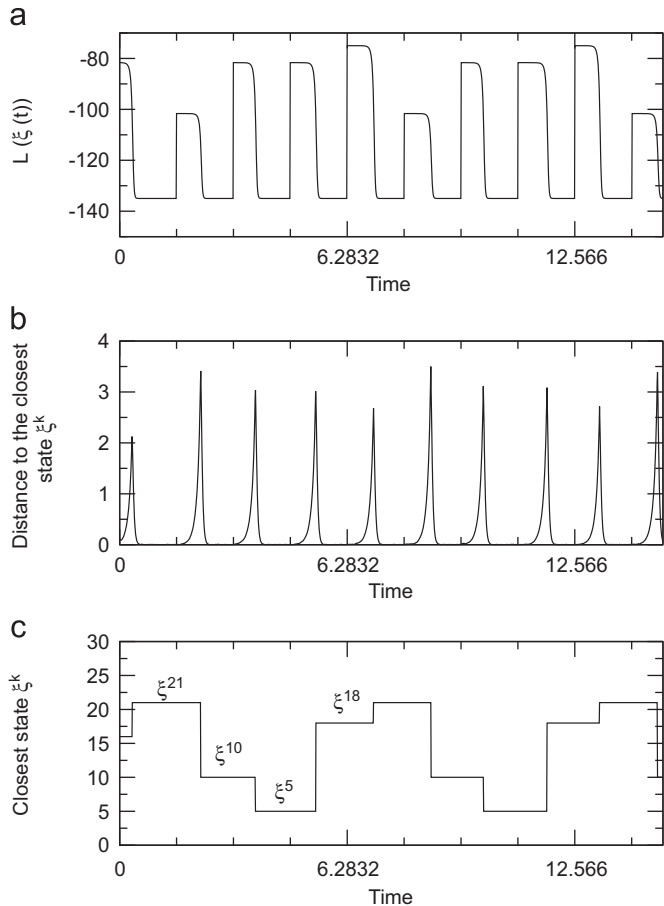 a
-80
-100
-120
-140
L (ξ (t))
0 6.2832 12.566
Time
b
4
3
2
1
0
Distance to the closest
state ξ^k
0 6.2832 12.566
Time
c
30
25
20
15
10
5
0
Closest state ξ^k
ξ^21
ξ^18
ξ^10
ξ^5
0 6.2832 12.566
Time